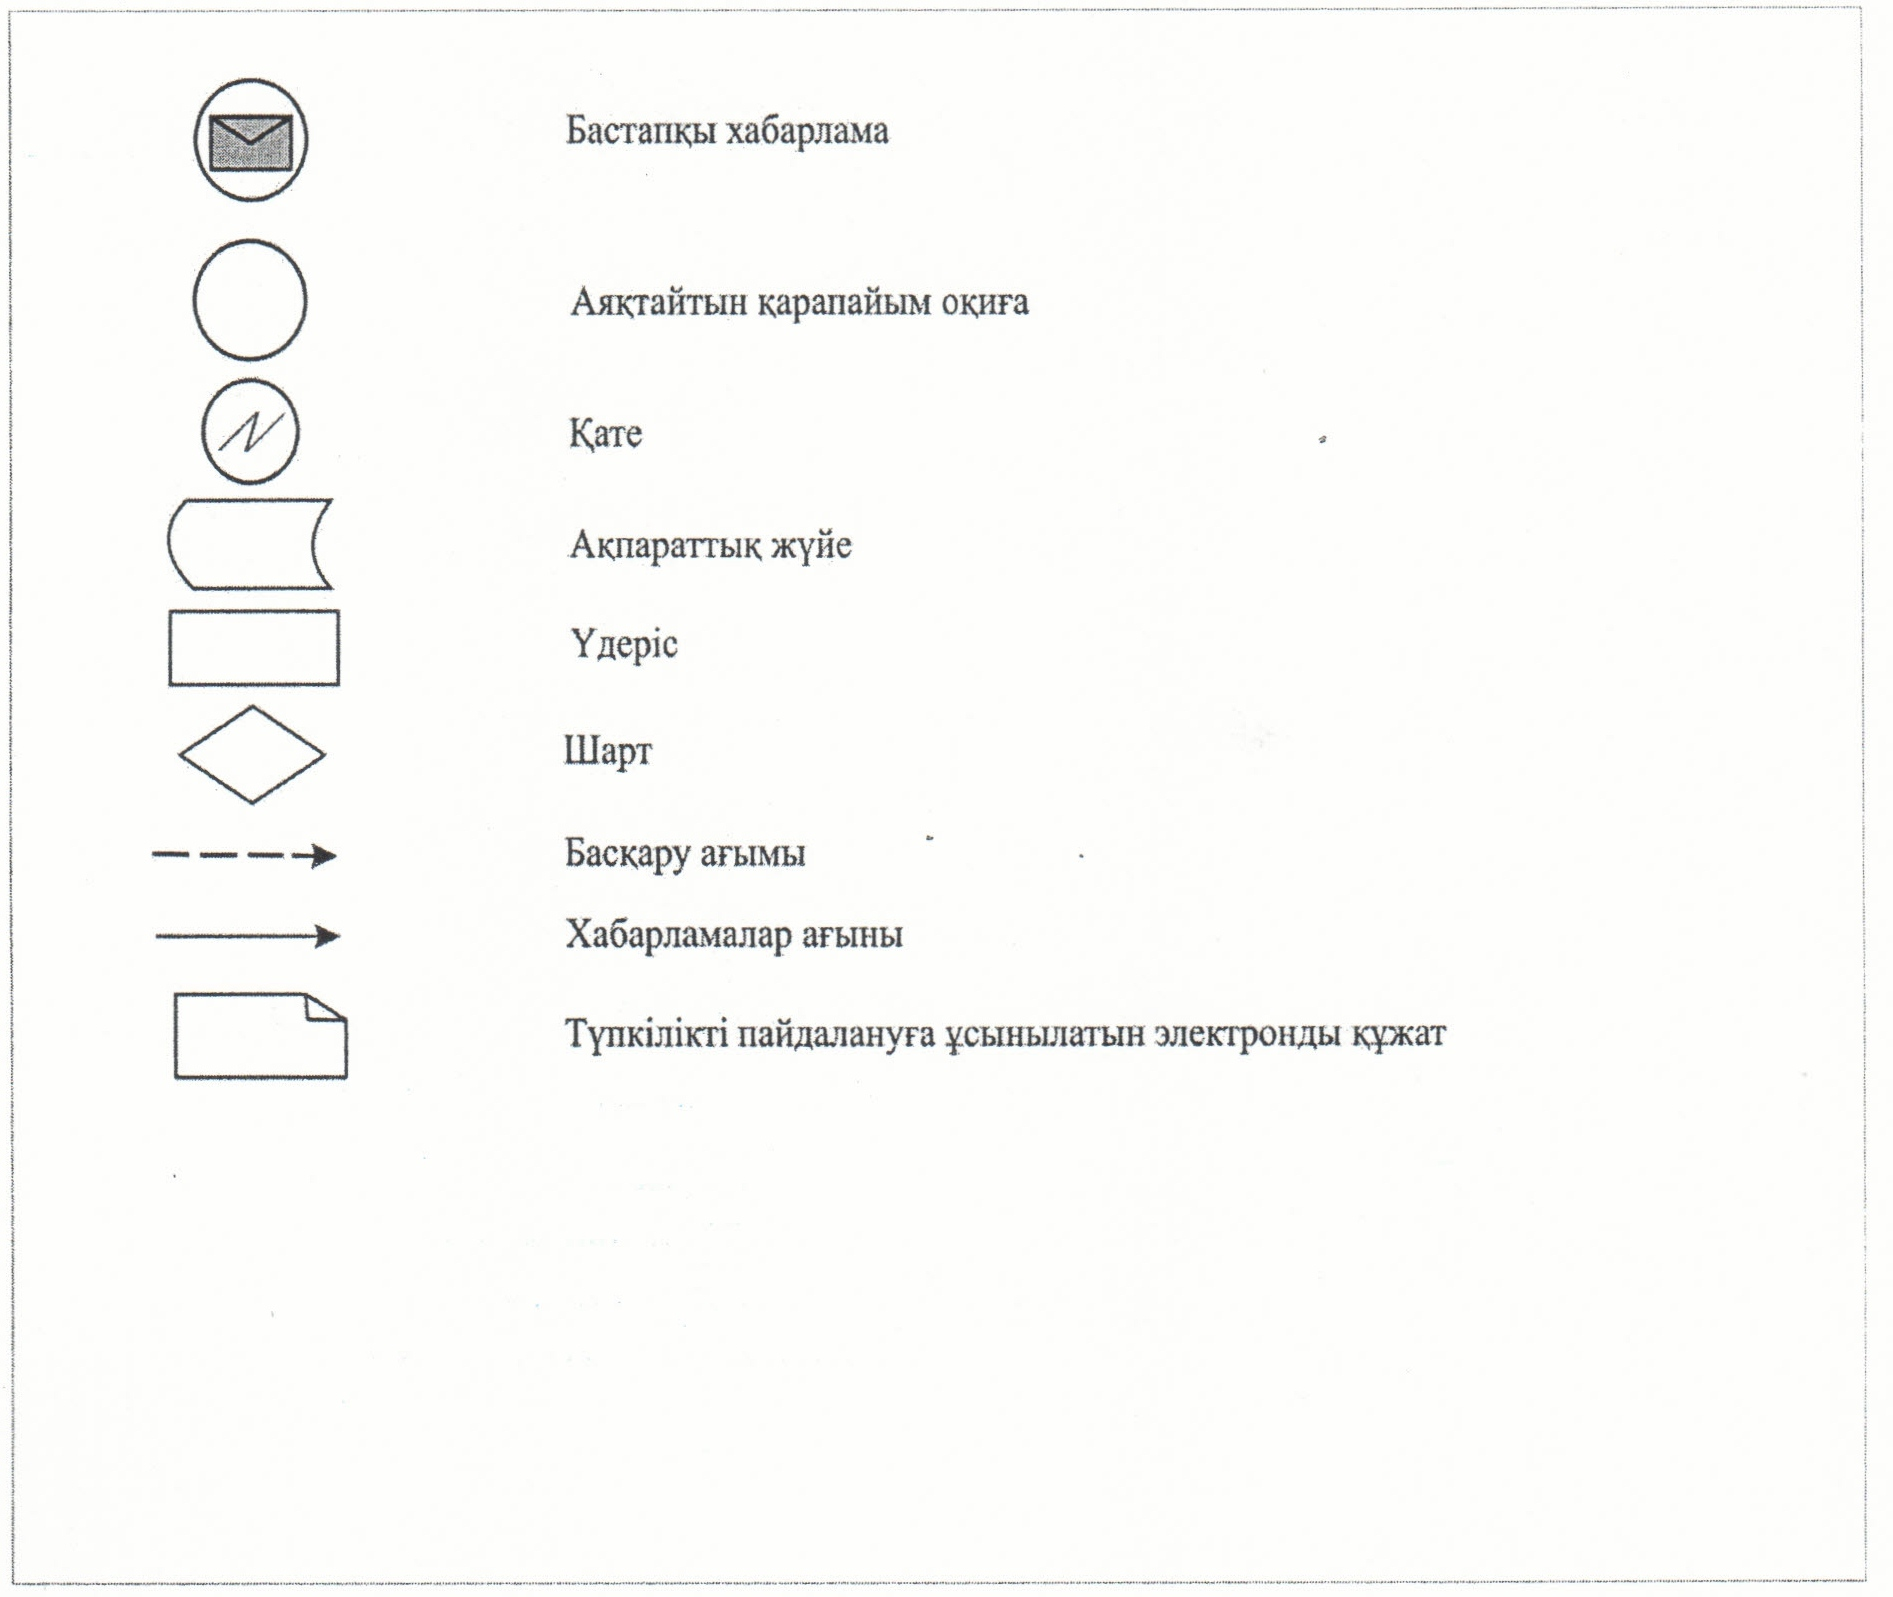 Бастапқы хабарлама
Аяқтайтын қарапайым оқиға
Қате
Ақпараттық жүйе
Үдеріс
Шарт
Басқару ағымы
Хабарламалар ағыны
Түпкілікті пайдалануға ұсынылатын электронды құжат